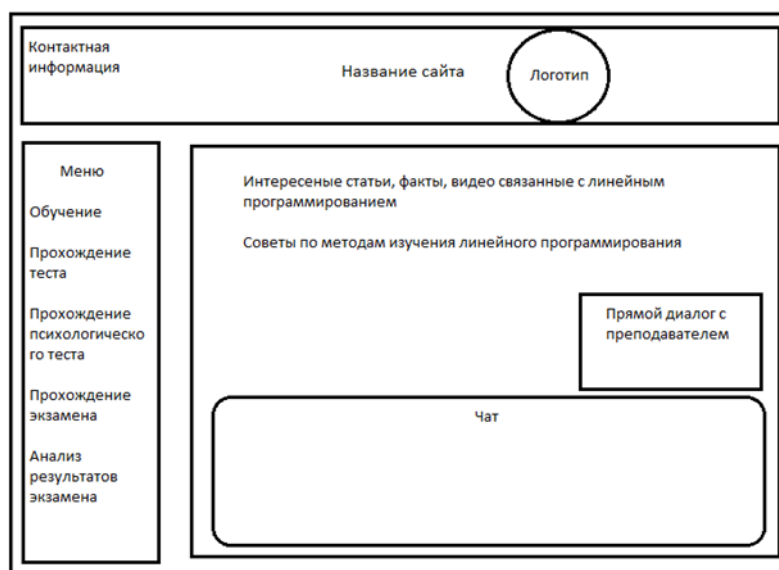 Контактная
информация
Название сайта
Логотип
Меню
Обучение
Прохождение
теста
Прохождение
психологическо
го теста
Прохождение
экзамена
Анализ
результатов
экзамена
Интересеные статьи, факты, видео связанные с линейным
программированием
Советы по методам изучения линейного программирования
Прямой диалог с
преподавателем
Чат